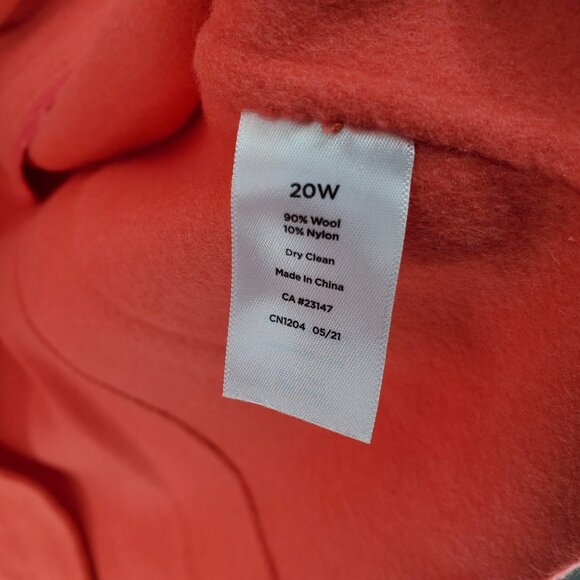 20W
90% Wool
10% Nylon
Dry Clean
Made In China
CA #23147
CN1204 05/21